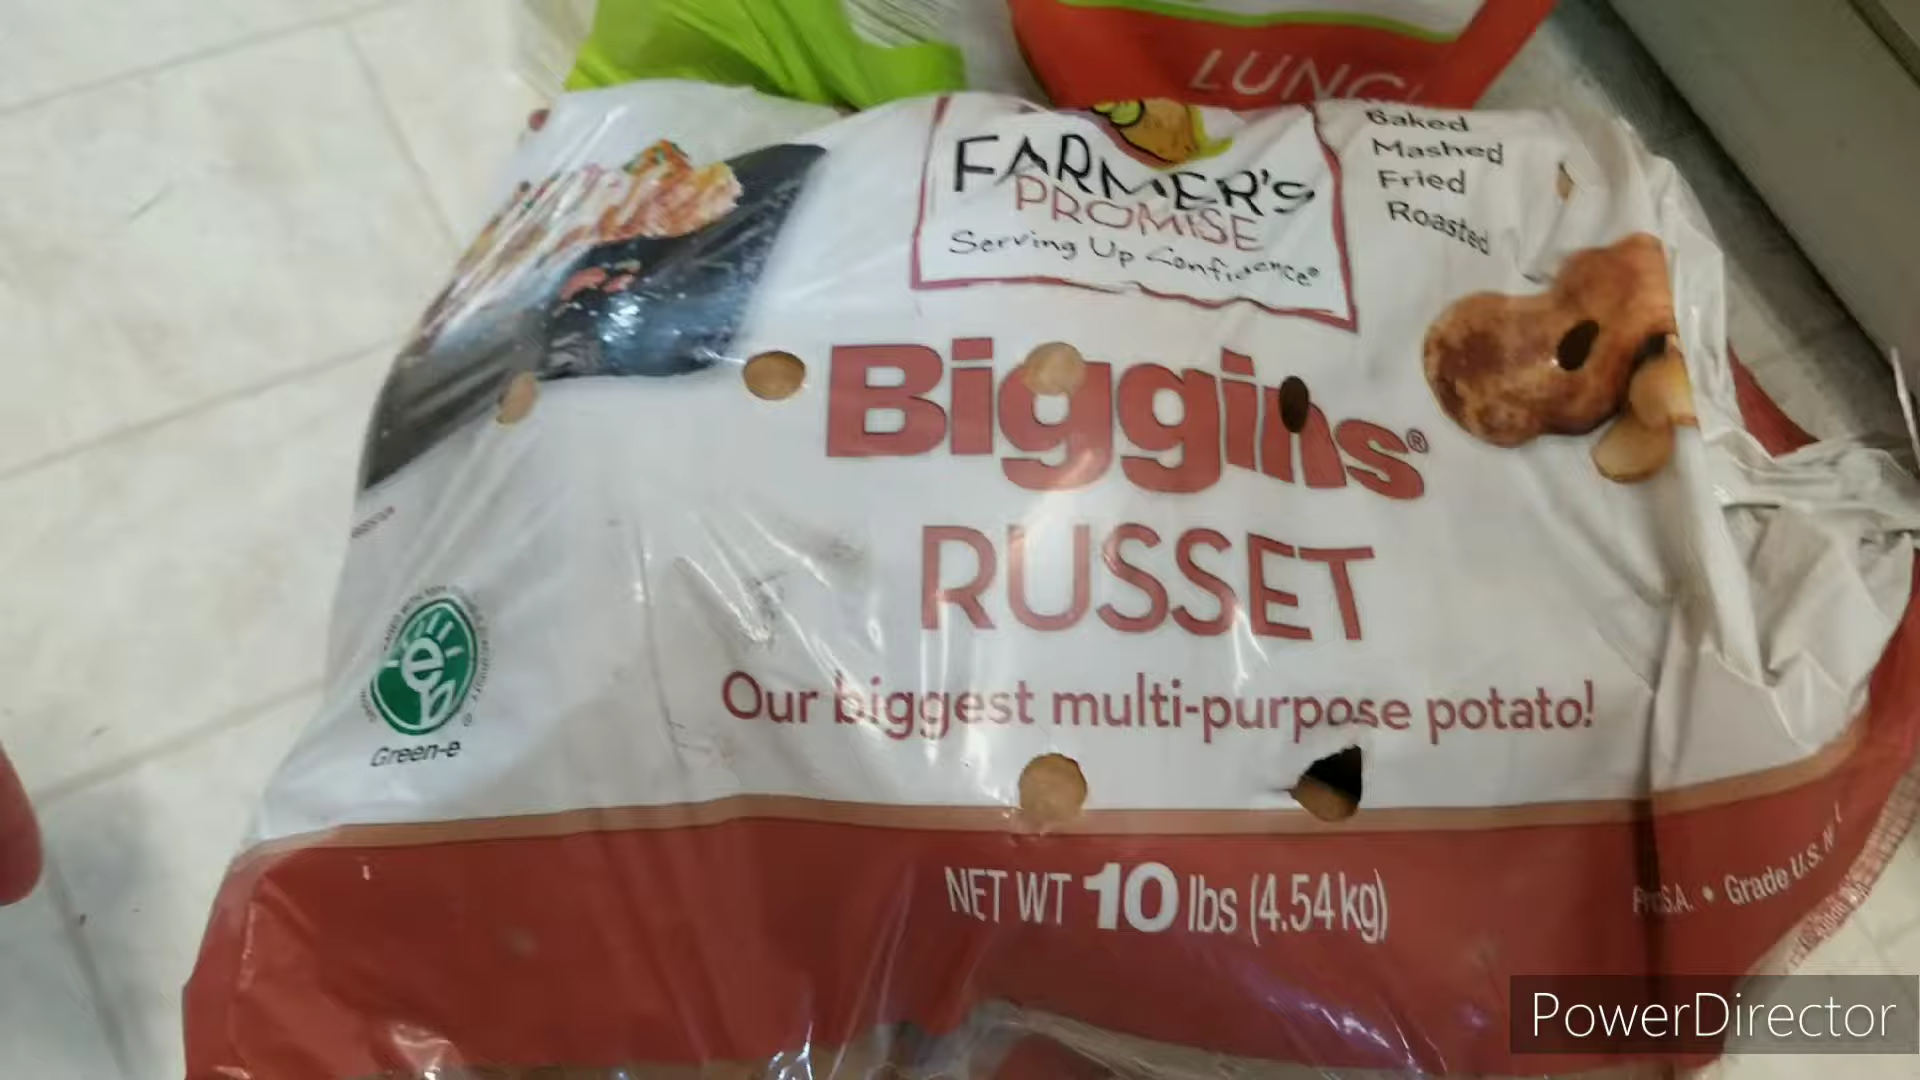 LUNC
FARMER'S
PROMISE
Serving Up Confidence®
Baked
Mashed
Fried
Roasted
Biggins®
RUSSET
Our biggest multi-purpose potato!
Green-e
NET WT 10 lbs (4.54 kg)
S.A. • Grade U.S. N
PowerDirector